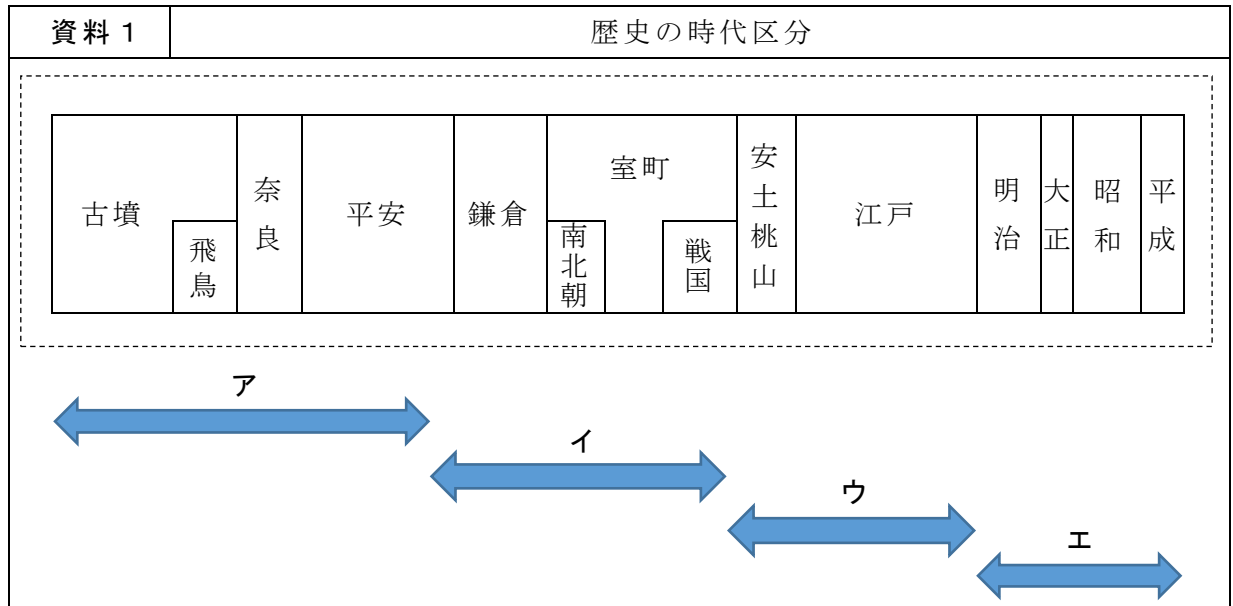 資料1
歴史の時代区分
古墳
飛鳥
奈良
平安
鎌倉
室町
南北朝
戦国
安土桃山
江戸
明治
大正
昭和
平成
ア
イ
ウ
エ